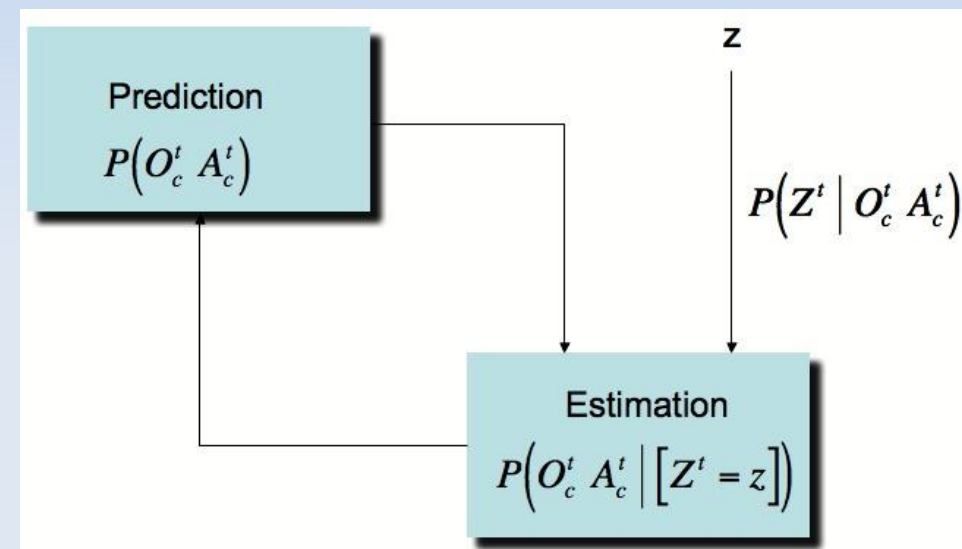 Prediction
P(O_c^t A_c^t)
z
P(Z^t | O_c^t A_c^t)
Estimation
P(O_c^t A_c^t | [Z^t = z])